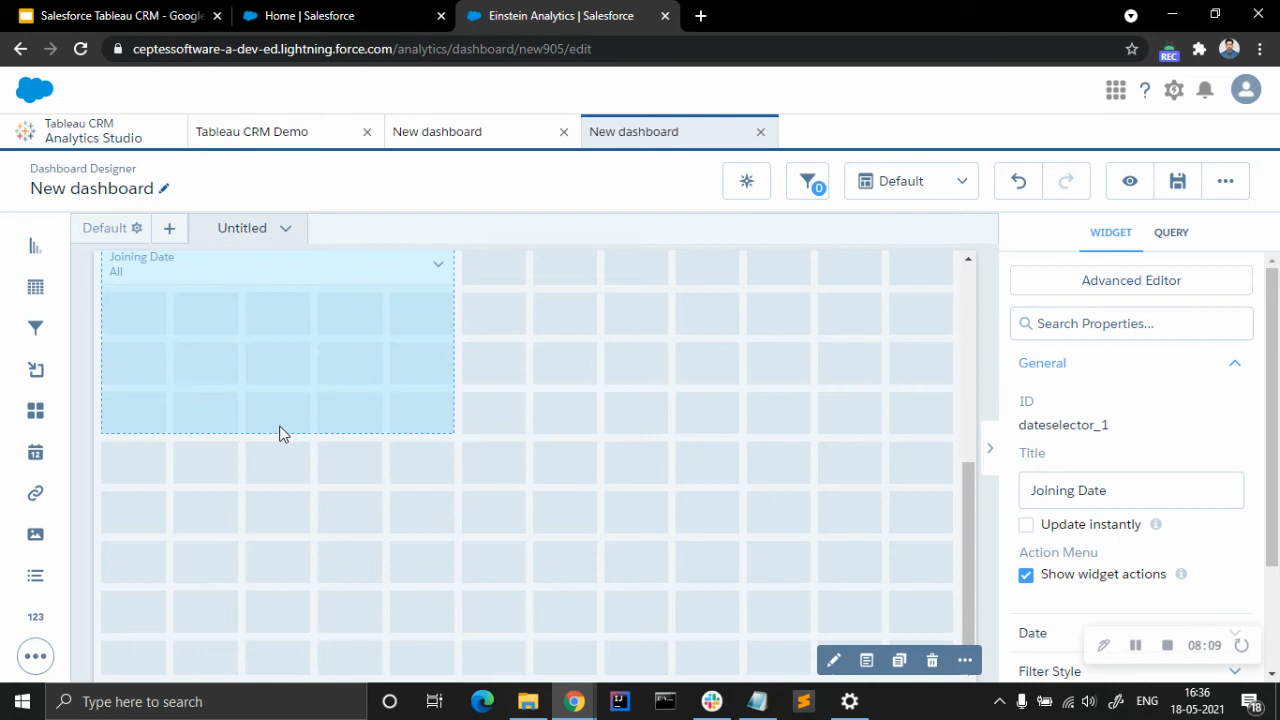 Salesforce Tableau CRM - Google
Home | Salesforce
Einstein Analytics | Salesforce
ceptessoftware-a-dev-ed.lightning.force.com/analytics/dashboard/new905/edit
REC
Tableau CRM
Analytics Studio
Tableau CRM Demo
New dashboard
New dashboard
Dashboard Designer
New dashboard
0
Default
Default
Untitled
WIDGET
QUERY
Joining Date
All
Advanced Editor
Search Properties...
General
ID
dateselector_1
Title
Joining Date
Update instantly
Action Menu
Show widget actions
12
123
Date
08:09
Filter Style
Type here to search
ENG
16:36
18-05-2021
18